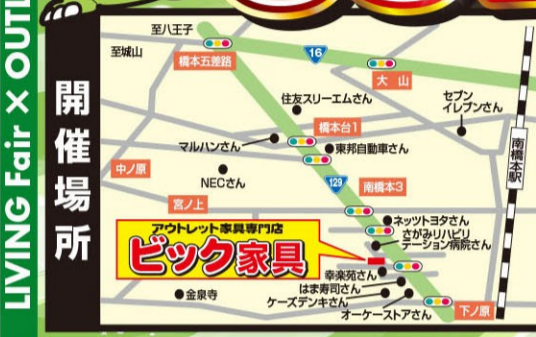 LIVING Fair × OUTL
開催場所
至八王子
至城山
橋本五差路
16
大山
住友スリーエムさん
セブン
イレブンさん
橋本台1
マルハンさん
東邦自動車さん
南橋本駅
中ノ原
NECさん
129
南橋本3
宮ノ上
ネッツトヨタさん
さがみリハビリ
テーション病院さん
アウトレット家具専門店
ビック家具
幸楽苑さん
はま寿司さん
金泉寺
ケーズデンキさん
オーケーストアさん
下ノ原